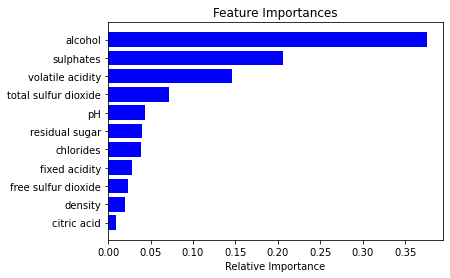 Feature Importances
alcohol
sulphates
volatile acidity
total sulfur dioxide
pH
residual sugar
chlorides
fixed acidity
free sulfur dioxide
density
citric acid
0.00 0.05 0.10 0.15 0.20 0.25 0.30 0.35
Relative Importance